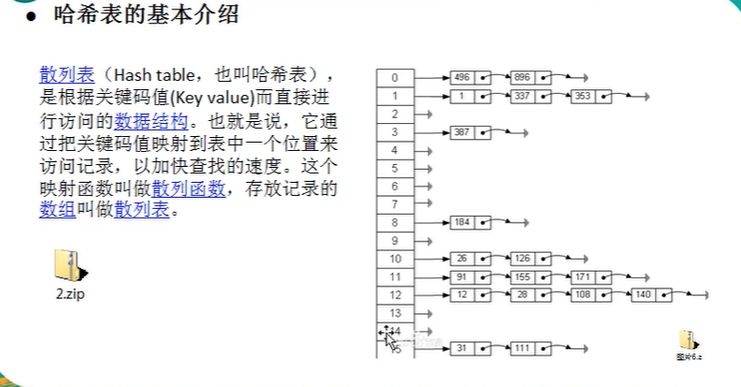 ● 哈希表的基本介绍
散列表（Hash table，也叫哈希表），
是根据关键码值(Key value)而直接进
行访问的数据结构。也就是说，它通
过把关键码值映射到表中一个位置来
访问记录，以加快查找的速度。这个
映射函数叫做散列函数，存放记录的
数组叫做散列表。
2.zip
0 496 896
1 1 337 353
2
3 387
4
5
6
7
8 184
9
10 26 126
11 91 155 171
12 12 28 108 140
13
14
15 31 111
图片6.z